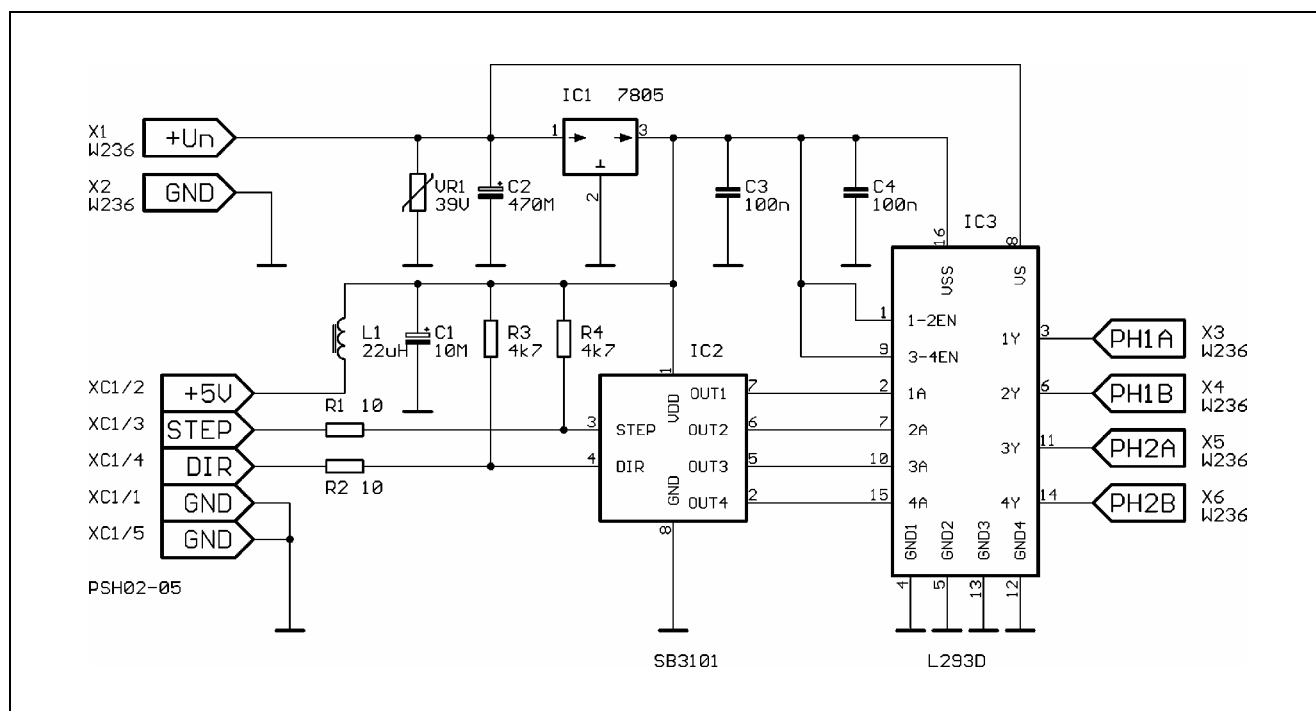 IC1 7805
X1
W236
+Un
1
3
X2
W236
GND
VR1
39V
C2
470M
2
C3
100n
C4
100n
IC3
16
8
VSS
VS
L1
22uH
C1
10M
R3
4k7
R4
4k7
IC2
1
1-2EN
9
3-4EN
1Y
3
PH1A
X3
W236
XC1/2
+5V
R1 10
1
VDD
OUT1
7
2
1A
2Y
6
PH1B
X4
W236
XC1/3
STEP
3
STEP
OUT2
6
7
2A
XC1/4
DIR
R2 10
4
DIR
OUT3
5
10
3A
3Y
11
PH2A
X5
W236
XC1/1
GND
GND
OUT4
2
15
4A
4Y
14
PH2B
X6
W236
XC1/5
GND
8
GND1
GND2
GND3
GND4
4
5
13
12
PSH02-05
SB3101
L293D